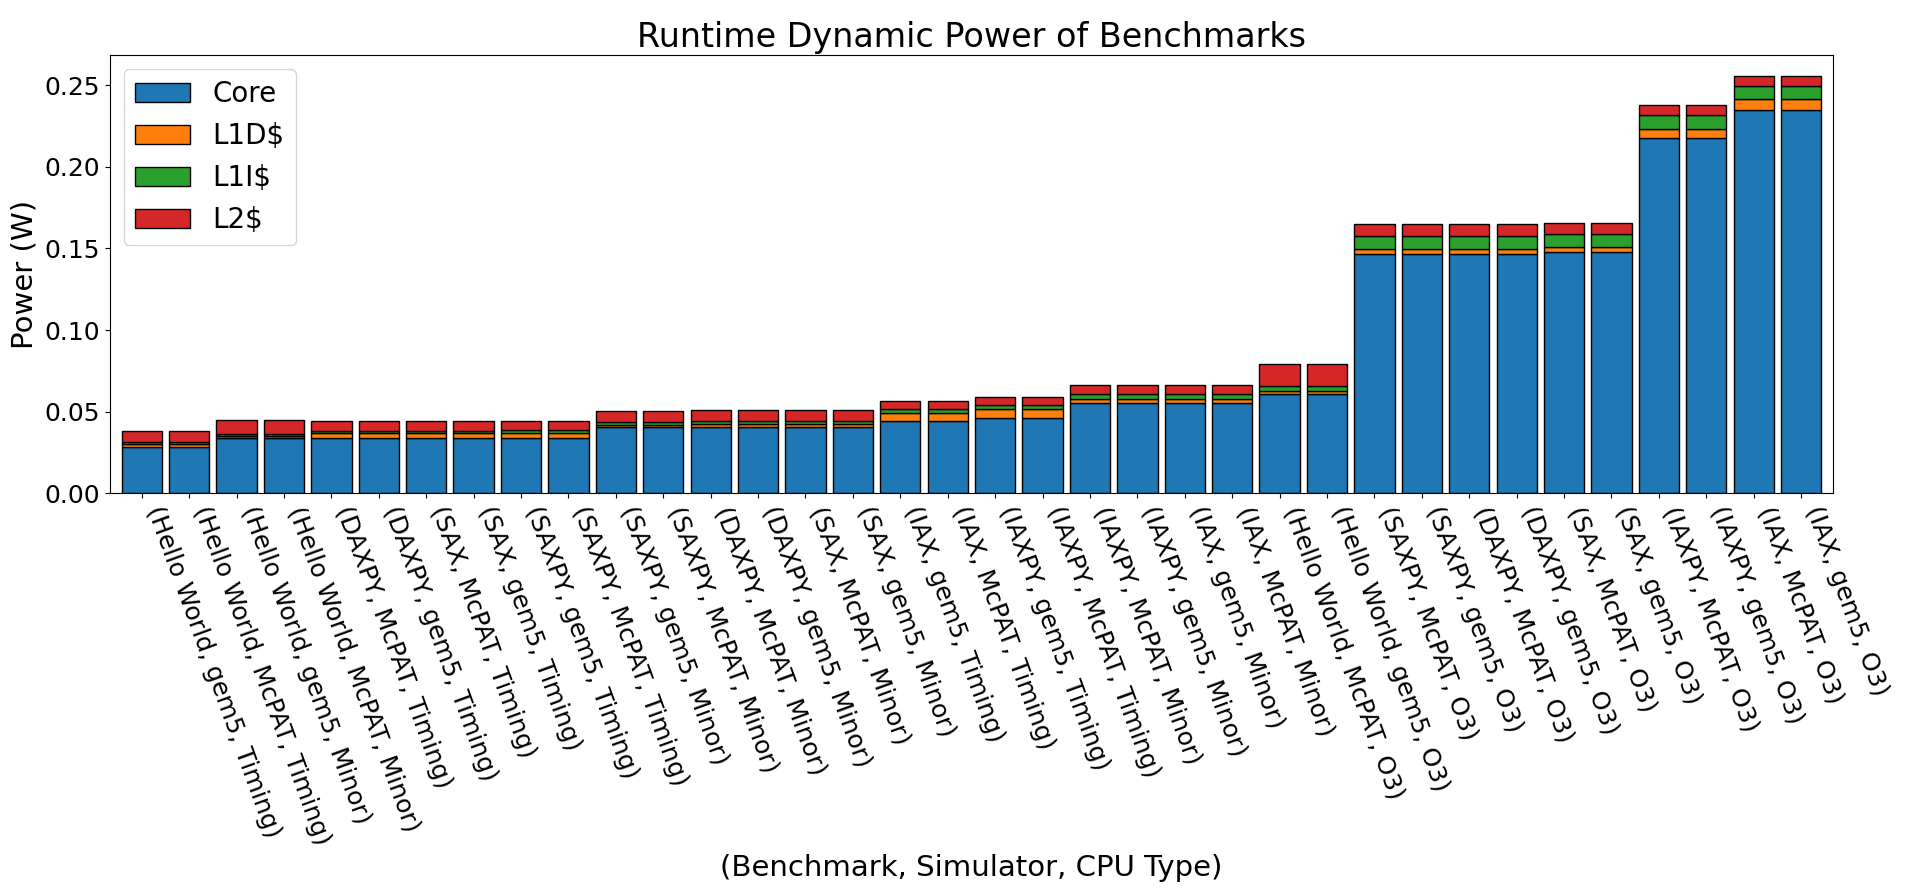 Runtime Dynamic Power of Benchmarks
Core
L1D$
L1I$
L2$
Power (W)
0.25
0.20
0.15
0.10
0.05
0.00
(Hello World, gem5, Timing)
(Hello World, McPAT, Timing)
(Hello World, gem5, Minor)
(Hello World, McPAT, Minor)
(DAXPY, McPAT, Timing)
(DAXPY, gem5, Timing)
(SAX, McPAT, Timing)
(SAX, gem5, Timing)
(SAXPY, gem5, Timing)
(SAXPY, McPAT, Timing)
(SAXPY, gem5, Minor)
(SAXPY, McPAT, Minor)
(DAXPY, McPAT, Minor)
(DAXPY, gem5, Minor)
(SAX, McPAT, Minor)
(SAX, gem5, Minor)
(IAX, gem5, Timing)
(IAX, McPAT, Timing)
(IAXPY, gem5, Timing)
(IAXPY, McPAT, Timing)
(IAXPY, McPAT, Minor)
(IAXPY, gem5, Minor)
(IAX, gem5, Minor)
(IAX, McPAT, Minor)
(Hello World, McPAT, O3)
(Hello World, gem5, O3)
(SAXPY, McPAT, O3)
(SAXPY, gem5, O3)
(DAXPY, McPAT, O3)
(DAXPY, gem5, O3)
(SAX, McPAT, O3)
(SAX, gem5, O3)
(IAXPY, McPAT, O3)
(IAXPY, gem5, O3)
(IAX, McPAT, O3)
(IAX, gem5, O3)
(Benchmark, Simulator, CPU Type)